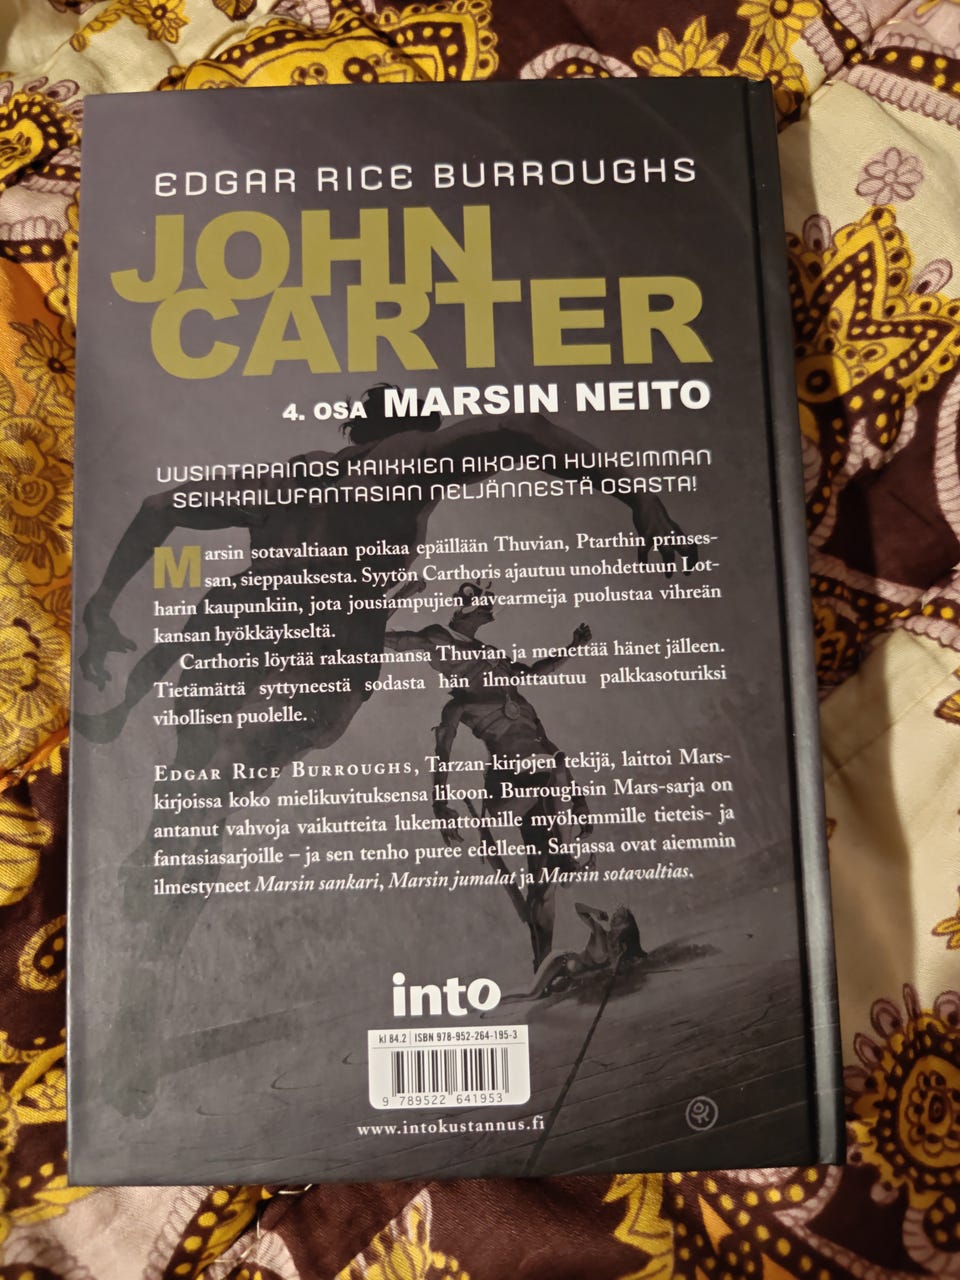 EDGAR RICE BURROUGHS
JOHN
CARTER
4. OSA MARSIN NEITO
UUSINTAPAINOS KAIKKIEN AIKOJEN HUIKEIMMAN
SEIKKAILUFANTASIAN NELJÄNNESTÄ OSASTA!
Marsin sotavaltiaan poikaa epäillään Thuvian, Ptarthin prinses-
san, sieppauksesta. Syytön Carthoris ajautuu unohdettuun Lot-
harin kaupunkiin, jota jousiampujien aavearmeija puolustaa vihreän
kansan hyökkäykseltä.
Carthoris löytää rakastamansa Thuvian ja menettää hänet jälleen.
Tietämättä syttyneestä sodasta hän ilmoittautuu palkkasoturiksi
vihollisen puolelle.
EDGAR RICE BURROUGHS, Tarzan-kirjojen tekijä, laittoi Mars-
kirjoissa koko mielikuvituksensa likoon. Burroughsin Mars-sarja on
antanut vahvoja vaikutteita lukemattomille myöhemmille tieteis- ja
fantasiasarjoille – ja sen tenho puree edelleen. Sarjassa ovat aiemmin
ilmestyneet Marsin sankari, Marsin jumalat ja Marsin sotavaltias.
into
kl 84.2 ISBN 978-952-264-195-3
9 789522 641953
www.intokustannus.fi